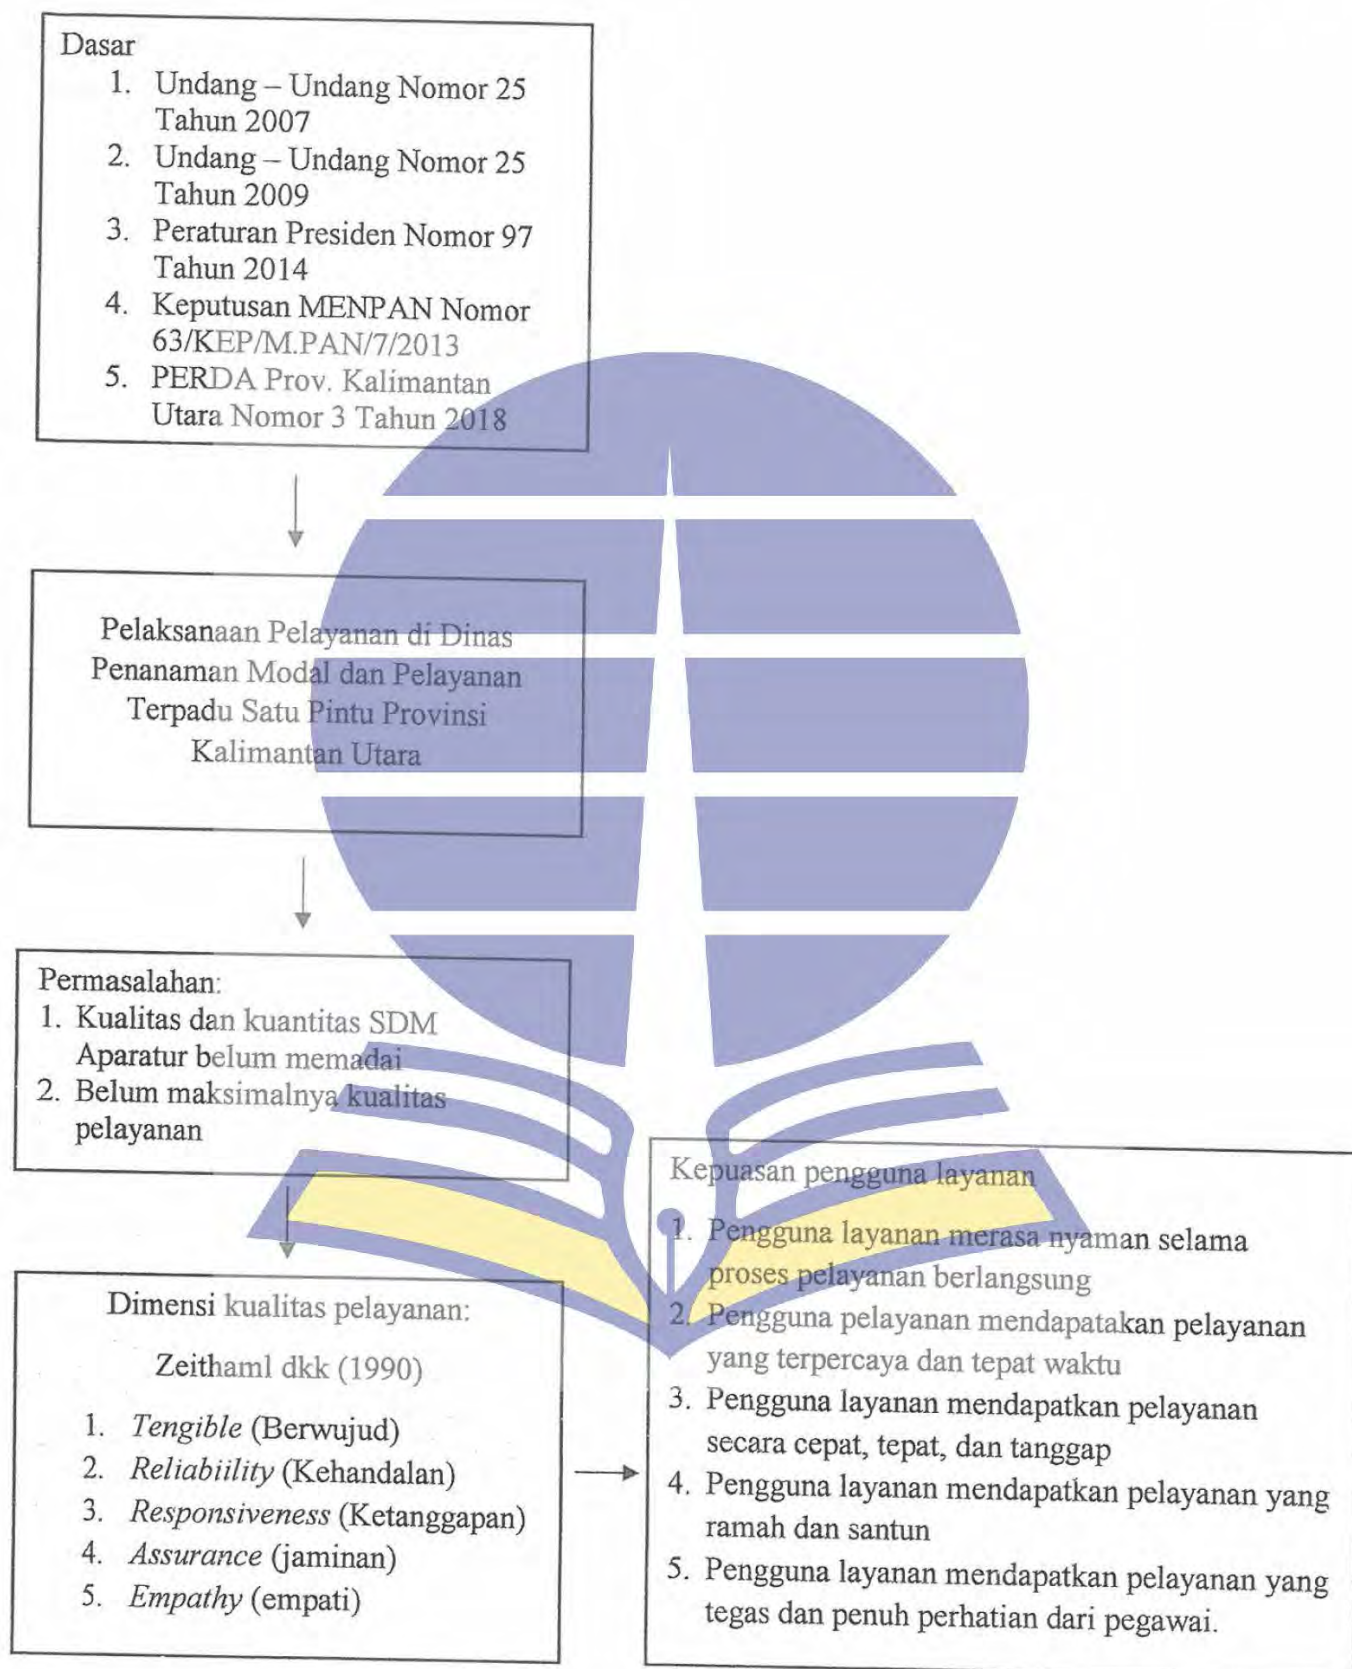 Dasar
1. Undang – Undang Nomor 25
Tahun 2007
2. Undang – Undang Nomor 25
Tahun 2009
3. Peraturan Presiden Nomor 97
Tahun 2014
4. Keputusan MENPAN Nomor
63/KEP/M.PAN/7/2013
5. PERDA Prov. Kalimantan
Utara Nomor 3 Tahun 2018
Pelaksanaan Pelayanan di Dinas
Penanaman Modal dan Pelayanan
Terpadu Satu Pintu Provinsi
Kalimantan Utara
Permasalahan:
1. Kualitas dan kuantitas SDM
Aparatur belum memadai
2. Belum maksimalnya kualitas
pelayanan
Dimensi kualitas pelayanan:
Zeithaml dkk (1990)
1. Tengible (Berwujud)
2. Reliabiility (Kehandalan)
3. Responsiveness (Ketanggapan)
4. Assurance (jaminan)
5. Empathy (empati)
Kepuasan pengguna layanan
1. Pengguna layanan merasa nyaman selama
proses pelayanan berlangsung
2. Pengguna pelayanan mendapatakan pelayanan
yang terpercaya dan tepat waktu
3. Pengguna layanan mendapatkan pelayanan
secara cepat, tepat, dan tanggap
4. Pengguna layanan mendapatkan pelayanan yang
ramah dan santun
5. Pengguna layanan mendapatkan pelayanan yang
tegas dan penuh perhatian dari pegawai.